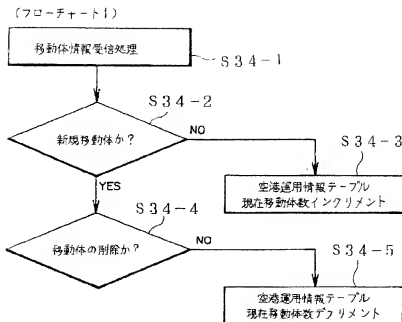 (フローチャート1)
移動体情報受信処理
S34-1
S34-2
新規移動体か?
NO
S34-3
YES
空港運用情報テーブル
現在移動体数インクリメント
S34-4
移動体の削除か?
NO
S34-5
空港運用情報テーブル
現在移動体数デクリメント